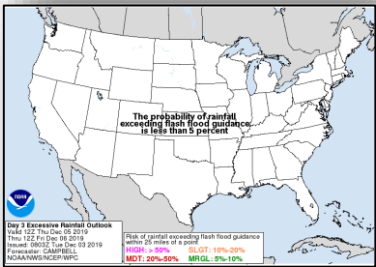 The probability of rainfall
exceeding flash flood guidance
is less than 5 percent
Day 3 Excessive Rainfall Outlook
Valid 12Z Thu Dec 05 2019
Thru 12Z Fri Dec 06 2019
Issued: 0803Z Tue Dec 03 2019
Forecaster: CAMPBELL
NOAA/NWS/NCEP/WPC
Risk of rainfall exceeding flash flood guidance
within 25 miles of a point
HIGH: > 50% SLGT: 10%-20%
MDT: 20%-50% MRGL: 5%-10%